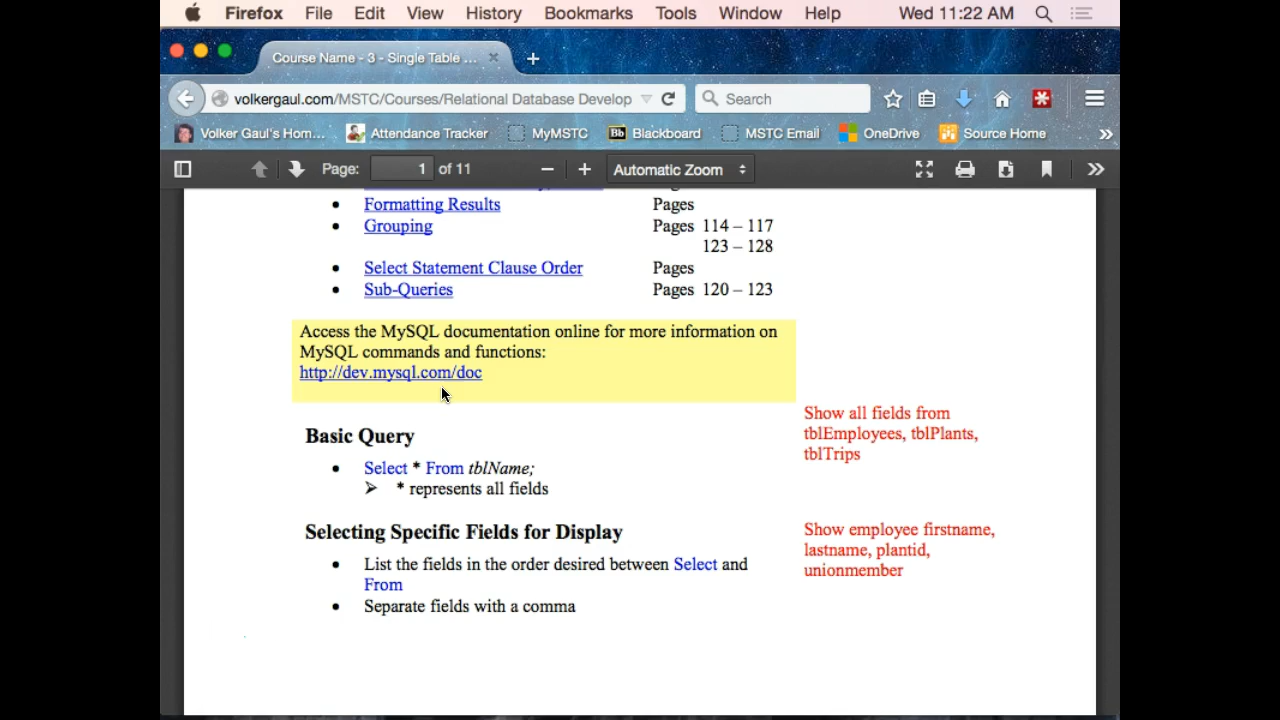 Firefox File Edit View History Bookmarks Tools Window Help Wed 11:22 AM
Course Name - 3 - Single Table ...
volkergaul.com/MSTC/Courses/Relational Database Develop Search
Volker Gaul's Hom... Attendance Tracker MyMSTC Bb Blackboard MSTC Email OneDrive Source Home
Page: 1 of 11 Automatic Zoom
• Formatting Results Pages
• Grouping Pages 114 – 117
123 – 128
• Select Statement Clause Order Pages
• Sub-Queries Pages 120 – 123
Access the MySQL documentation online for more information on
MySQL commands and functions:
http://dev.mysql.com/doc
Show all fields from
tblEmployees, tblPlants,
tblTrips
Basic Query
• Select * From tblName;
➢ * represents all fields
Selecting Specific Fields for Display
Show employee firstname,
lastname, plantid,
unionmember
• List the fields in the order desired between Select and
From
• Separate fields with a comma